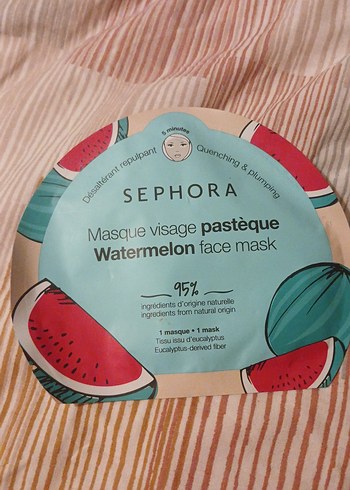 5 minutes
Désaltérant repulpant
Quenching & plumping
SEPHORA
Masque visage pastèque
Watermelon face mask
95%
ingrédients d'origine naturelle
ingredients from natural origin
1 masque • 1 mask
Tissu issu d'eucalyptus
Eucalyptus-derived fiber